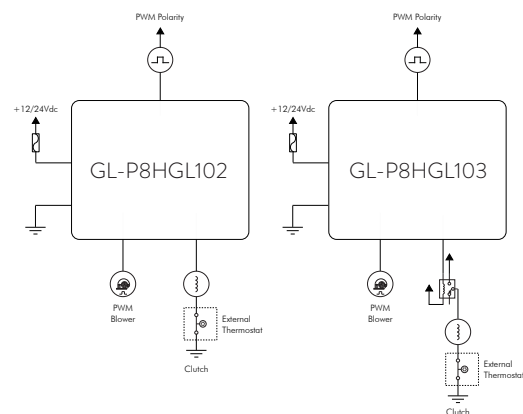 PWM Polarity
+12/24Vdc
GL-P8HGL102
PWM
Blower
External
Thermostat
Clutch
PWM Polarity
+12/24Vdc
GL-P8HGL103
PWM
Blower
External
Thermostat
Clutch